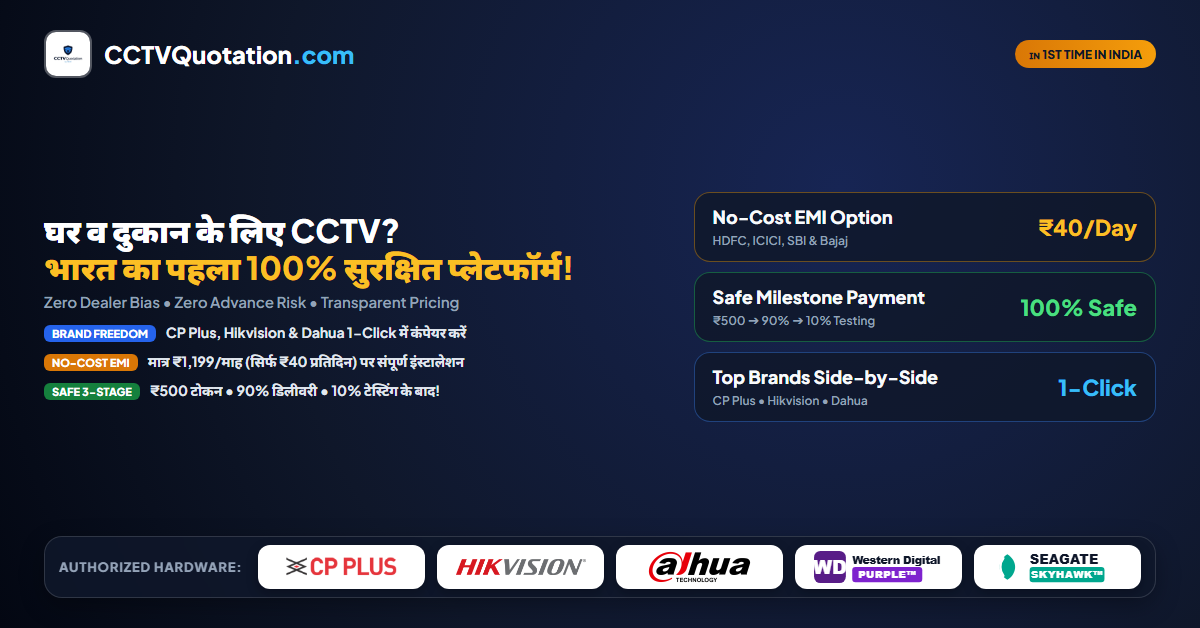 CCTVQuotation
CCTVQuotation.com
IN 1ST TIME IN INDIA
घर व दुकान के लिए CCTV?
भारत का पहला 100% सुरक्षित प्लेटफॉर्म!
Zero Dealer Bias • Zero Advance Risk • Transparent Pricing
BRAND FREEDOM CP Plus, Hikvision & Dahua 1-Click में कंपेयर करें
NO-COST EMI मात्र ₹1,199/माह (सिर्फ ₹40 प्रतिदिन) पर संपूर्ण इंस्टालेशन
SAFE 3-STAGE ₹500 टोकन • 90% डिलीवरी • 10% टेस्टिंग के बाद!
No-Cost EMI Option
HDFC, ICICI, SBI & Bajaj
₹40/Day
Safe Milestone Payment
₹500 → 90% → 10% Testing
100% Safe
Top Brands Side-by-Side
CP Plus • Hikvision • Dahua
1-Click
AUTHORIZED HARDWARE:
CP PLUS
HIKVISION®
alhua
TECHNOLOGY
WD
Western Digital
PURPLE™
SEAGATE
SKYHAWK™